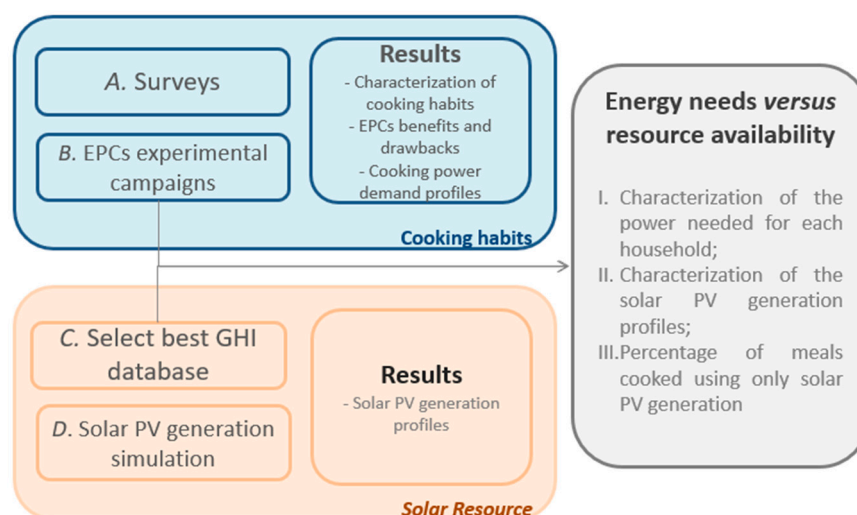 A. Surveys
B. EPCs experimental
campaigns
Results
- Characterization of
cooking habits
- EPCs benefits and
drawbacks
- Cooking power
demand profiles
Cooking habits
C. Select best GHI
database
D. Solar PV generation
simulation
Results
- Solar PV generation
profiles
Solar Resource
Energy needs versus
resource availability
I. Characterization of the
power needed for each
household;
II. Characterization of the
solar PV generation
profiles;
III.Percentage of meals
cooked using only solar
PV generation